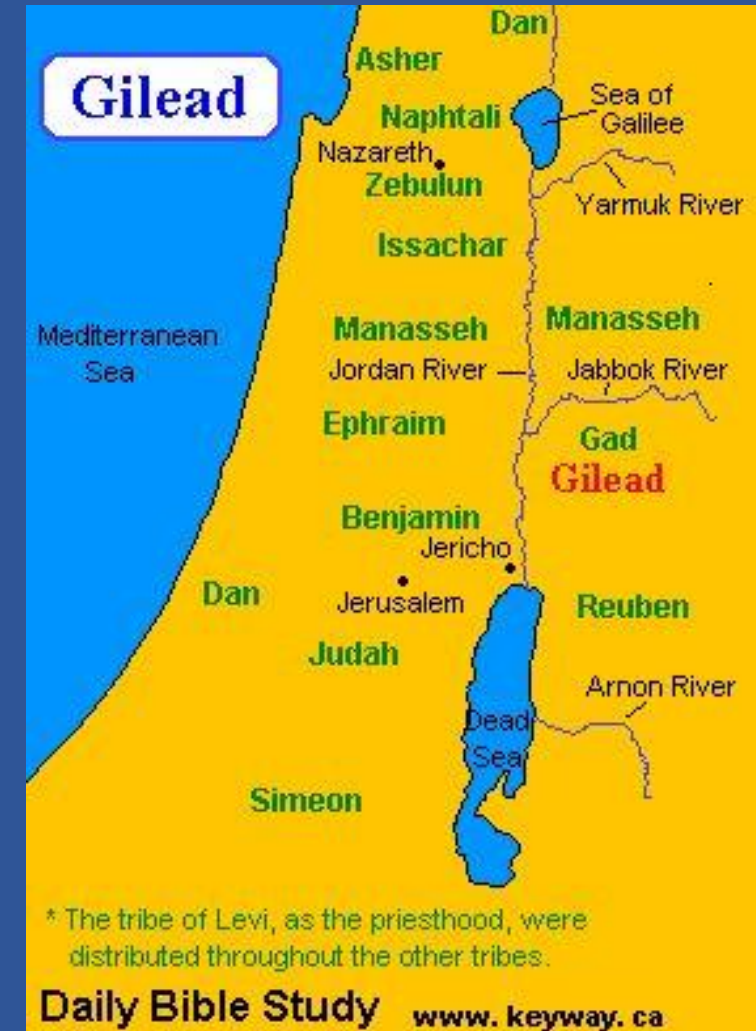 Dan
Asher
Gilead
Sea of
Galilee
Naphtali
Nazareth
Zebulun
Yarmuk River
Issachar
Mediterranean
Sea
Manasseh
Manasseh
Jordan River
Jabbok River
Ephraim
Gad
Gilead
Benjamin
Jericho
Dan
Jerusalem
Reuben
Judah
Arnon River
Dead
Sea
Simeon
* The tribe of Levi, as the priesthood, were
distributed throughout the other tribes.
Daily Bible Study www.keyway.ca